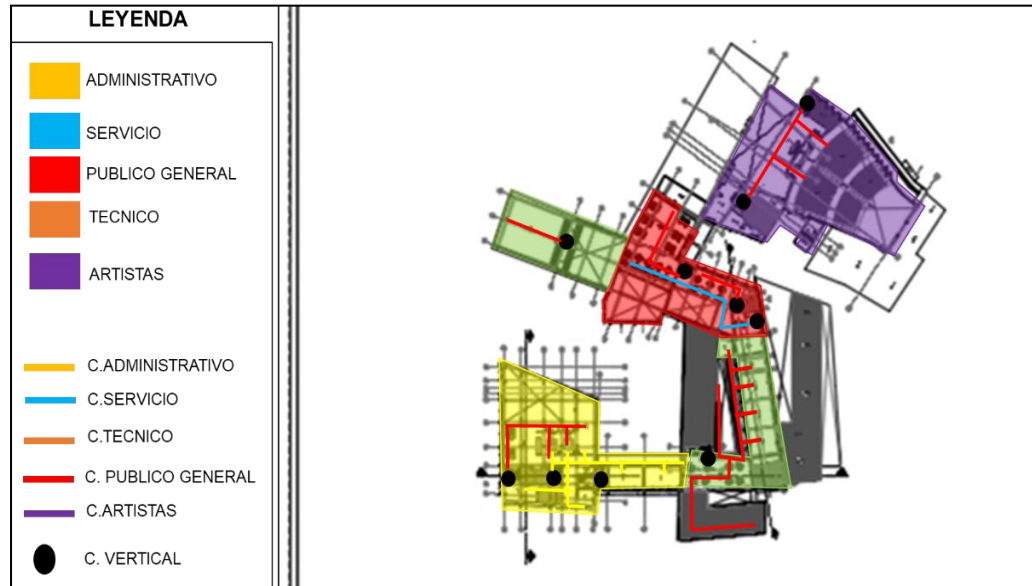 LEYENDA
ADMINISTRATIVO
SERVICIO
PUBLICO GENERAL
TECNICO
ARTISTAS
C.ADMINISTRATIVO
C.SERVICIO
C.TECNICO
C. PUBLICO GENERAL
C.ARTISTAS
C. VERTICAL